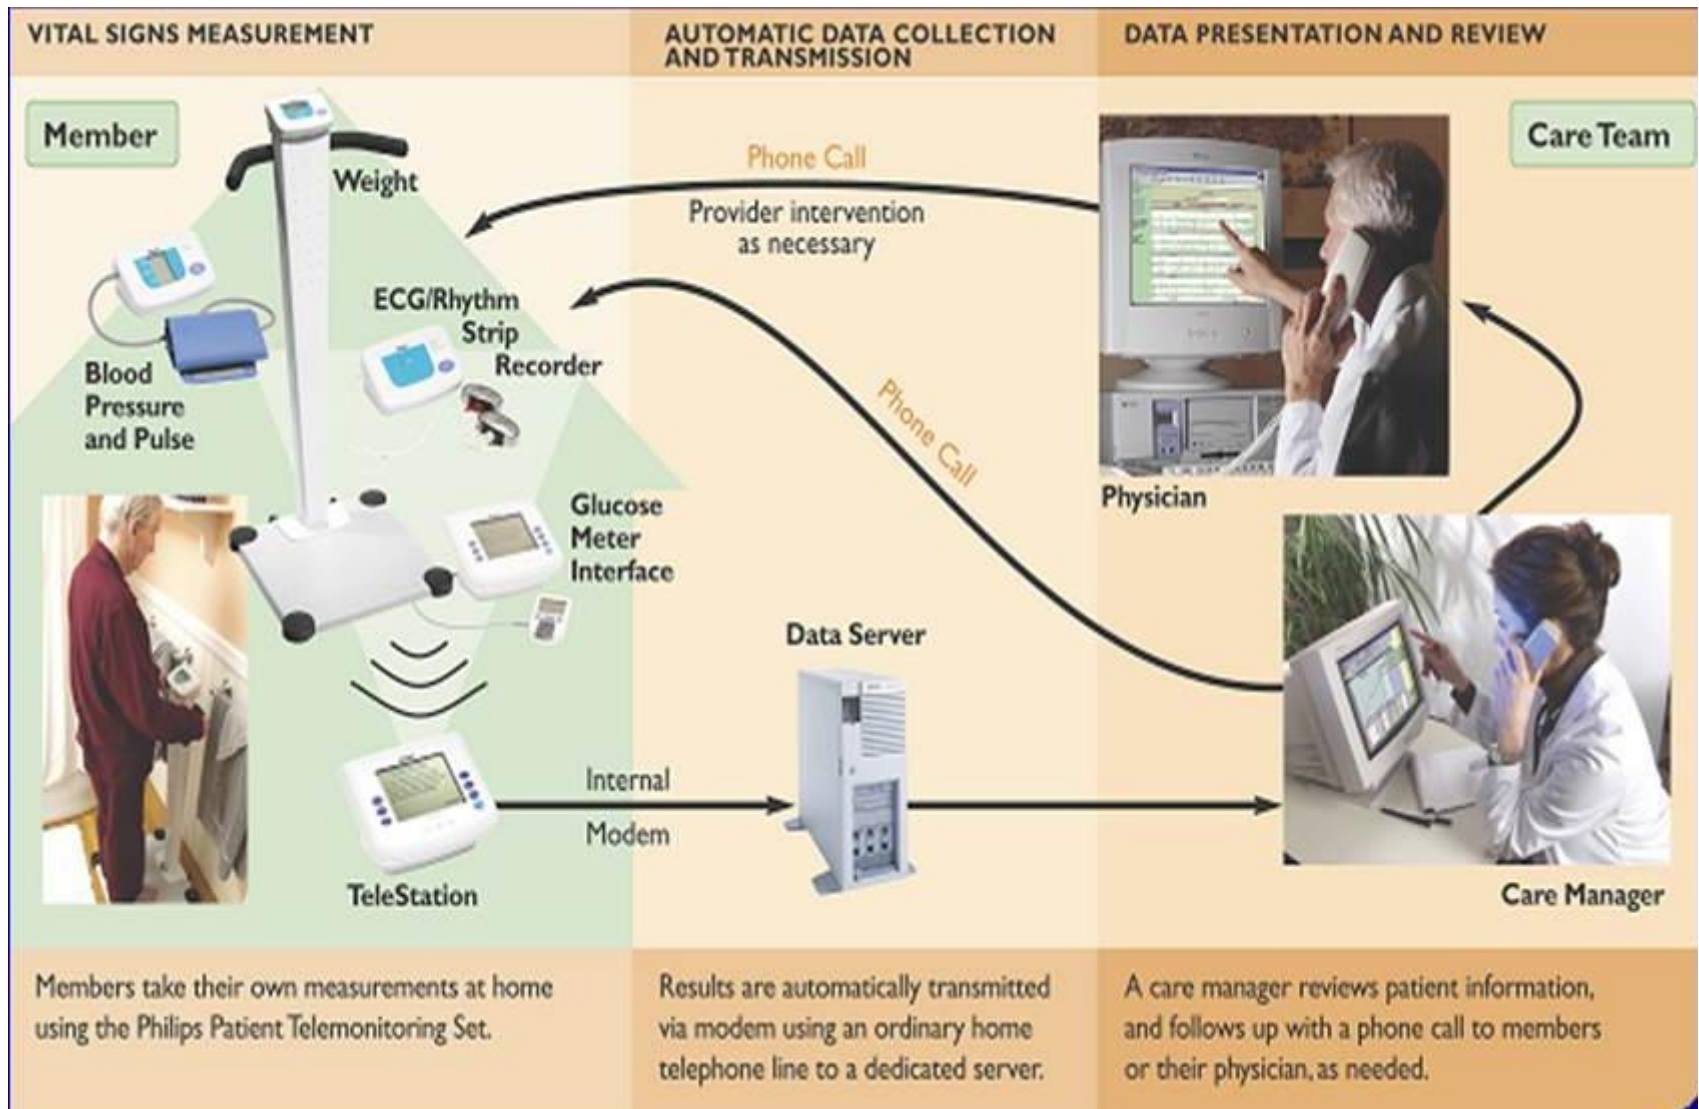 VITAL SIGNS MEASUREMENT
AUTOMATIC DATA COLLECTION
AND TRANSMISSION
DATA PRESENTATION AND REVIEW
Member
Care Team
Weight
Phone Call
Provider intervention
as necessary
ECG/Rhythm
Strip
Recorder
Blood
Pressure
and Pulse
Phone Call
Physician
Glucose
Meter
Interface
Data Server
Internal
Modem
TeleStation
Care Manager
Members take their own measurements at home
using the Philips Patient Telemonitoring Set.
Results are automatically transmitted
via modem using an ordinary home
telephone line to a dedicated server.
A care manager reviews patient information,
and follows up with a phone call to members
or their physician, as needed.